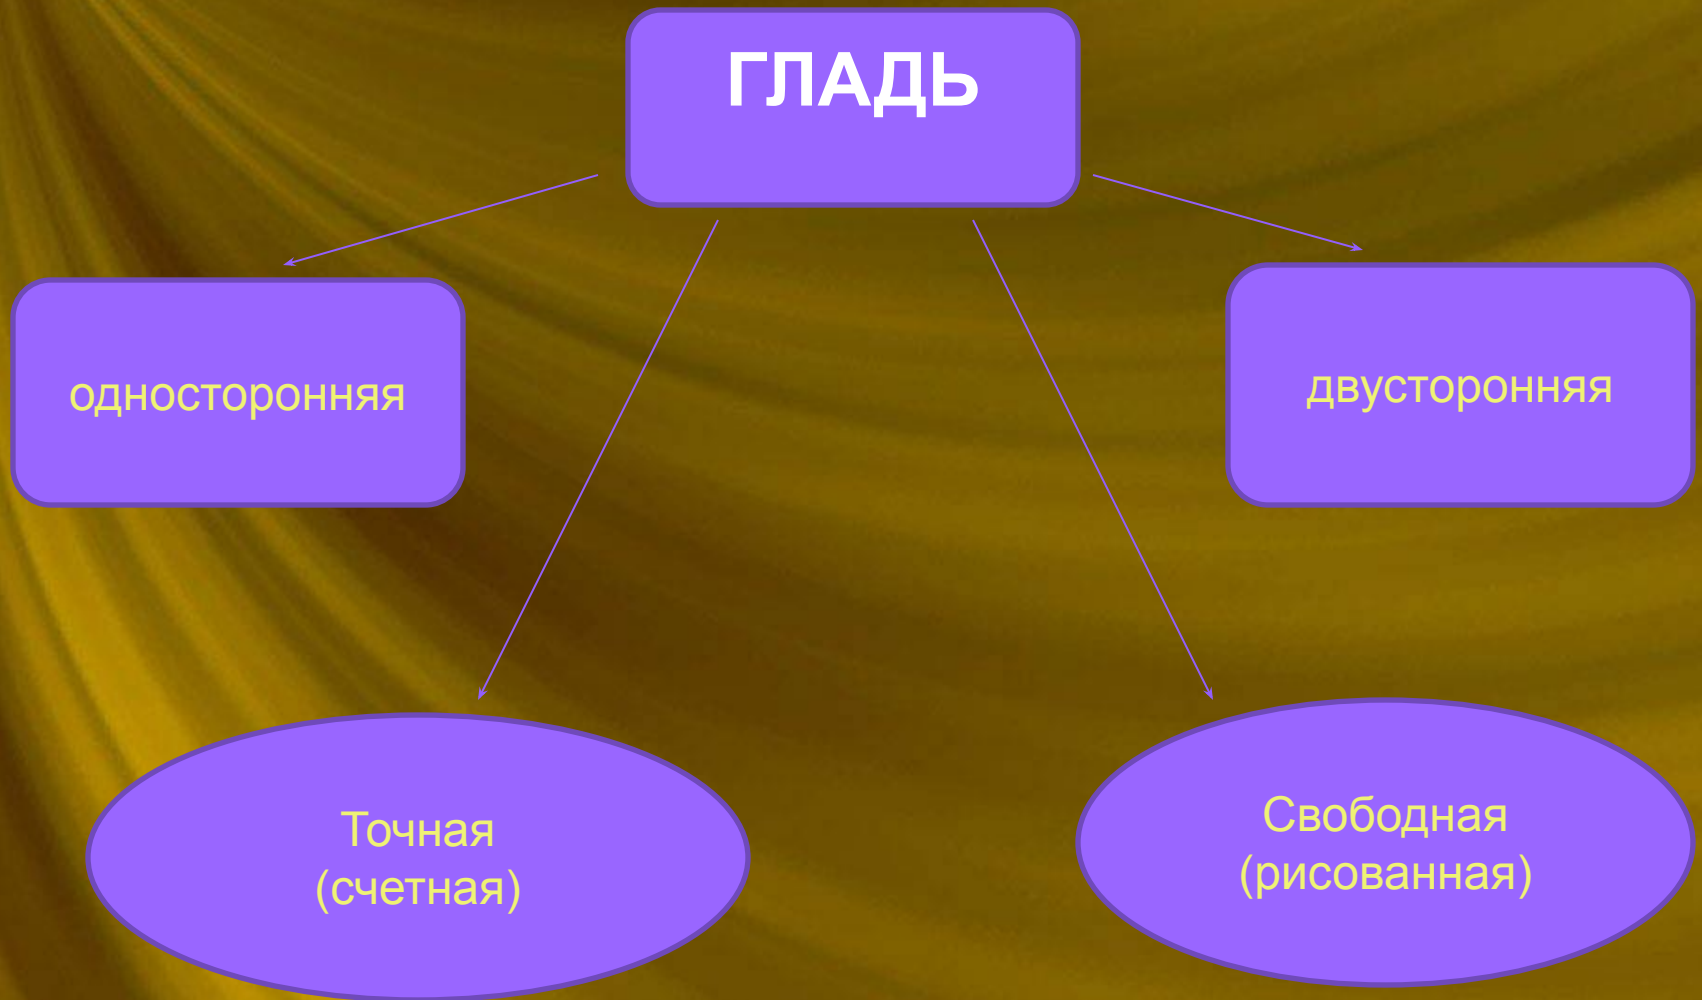 ГЛАДЬ
односторонняя
двусторонняя
Точная
(счетная)
Свободная
(рисованная)